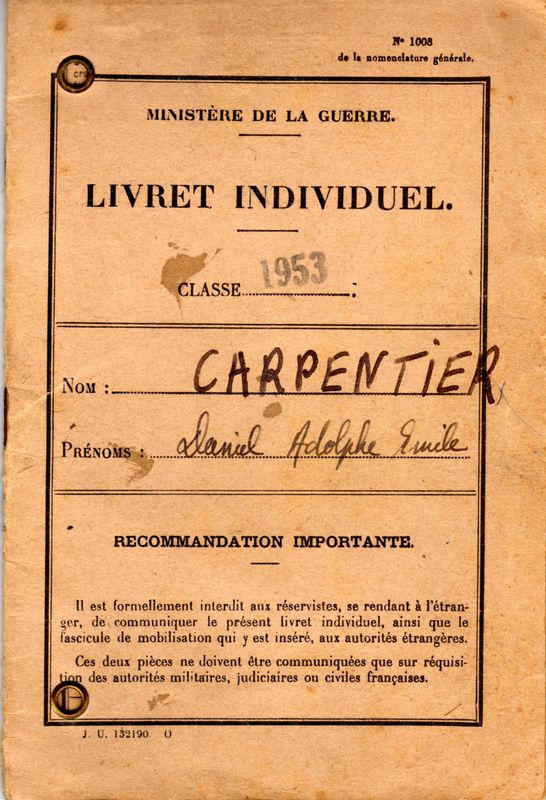 N° 1008
de la nomenclature générale.
MINISTÈRE DE LA GUERRE.
LIVRET INDIVIDUEL.
CLASSE 1953 :
NOM : CARPENTIER
PRÉNOMS : Daniel Adolphe Emile
RECOMMANDATION IMPORTANTE.
Il est formellement interdit aux réservistes, se rendant à l'étran-
ger, de communiquer le présent livret individuel, ainsi que le
fascicule de mobilisation qui y est inséré, aux autorités étrangères.
Ces deux pièces ne doivent être communiquées que sur réquisi-
tion des autorités militaires, judiciaires ou civiles françaises.
J. U. 132190. O